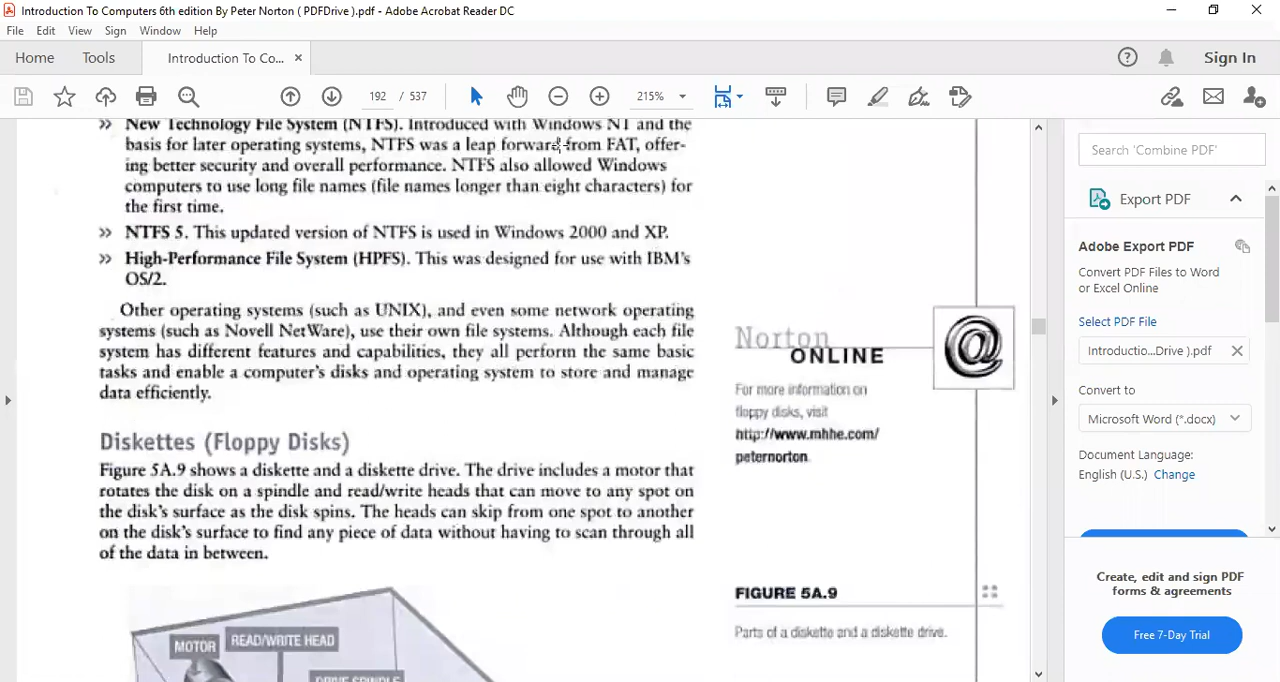 Introduction To Computers 6th edition By Peter Norton ( PDFDrive ).pdf - Adobe Acrobat Reader DC
File Edit View Sign Window Help
Home Tools Introduction To Co... × Sign In
192 / 537 215%
New Technology File System (NTFS). Introduced with Windows NT and the
basis for later operating systems, NTFS was a leap forward from FAT, offer-
ing better security and overall performance. NTFS also allowed Windows
computers to use long file names (file names longer than eight characters) for
the first time.
» NTFS 5. This updated version of NTFS is used in Windows 2000 and XP.
» High-Performance File System (HPFS). This was designed for use with IBM's
OS/2.
Other operating systems (such as UNIX), and even some network operating
systems (such as Novell NetWare), use their own file systems. Although each file
system has different features and capabilities, they all perform the same basic
tasks and enable a computer's disks and operating system to store and manage
data efficiently.
Diskettes (Floppy Disks)
Figure 5A.9 shows a diskette and a diskette drive. The drive includes a motor that
rotates the disk on a spindle and read/write heads that can move to any spot on
the disk's surface as the disk spins. The heads can skip from one spot to another
on the disk's surface to find any piece of data without having to scan through all
of the data in between.
MOTOR
READ/WRITE HEAD
DRIVE SPINDLE
Norton
ONLINE
@
For more information on
floppy disks, visit
http://www.mhhe.com/
peternorton
FIGURE 5A.9
Parts of a diskette and a diskette drive.
Search 'Combine PDF'
Export PDF
Adobe Export PDF
Convert PDF Files to Word
or Excel Online
Select PDF File
Introductio...Drive ).pdf ×
Convert to
Microsoft Word (*.docx)
Document Language:
English (U.S.) Change
Create, edit and sign PDF
forms & agreements
Free 7-Day Trial